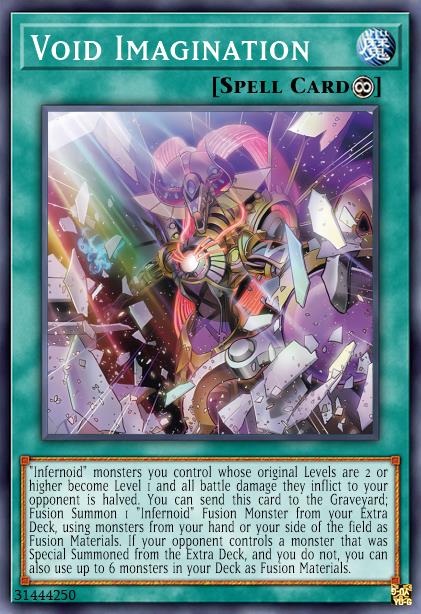 VOID IMAGINATION
魔
[SPELL CARD]
"Infernoid" monsters you control whose original Levels are 2 or
higher become Level 1 and all battle damage they inflict to your
opponent is halved. You can send this card to the Graveyard;
Fusion Summon 1 "Infernoid" Fusion Monster from your Extra
Deck, using monsters from your hand or your side of the field as
Fusion Materials. If your opponent controls a monster that was
Special Summoned from the Extra Deck, and you do not, you can
also use up to 6 monsters in your Deck as Fusion Materials.
31444250